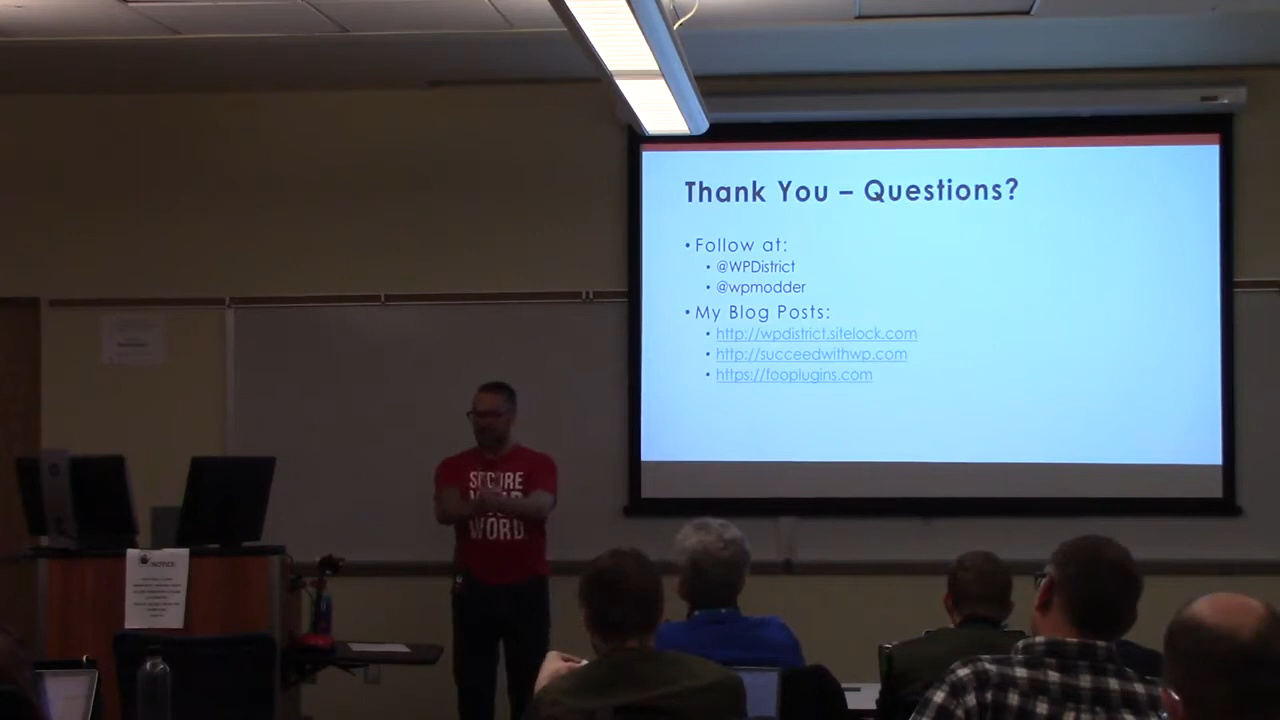 Thank You – Questions?
• Follow at:
• @WPDistrict
• @wpmodder
• My Blog Posts:
• http://wpdistrict.sitelock.com
• http://succeedwithwp.com
• https://fooplugins.com
SECURE
WORD
NOTICE